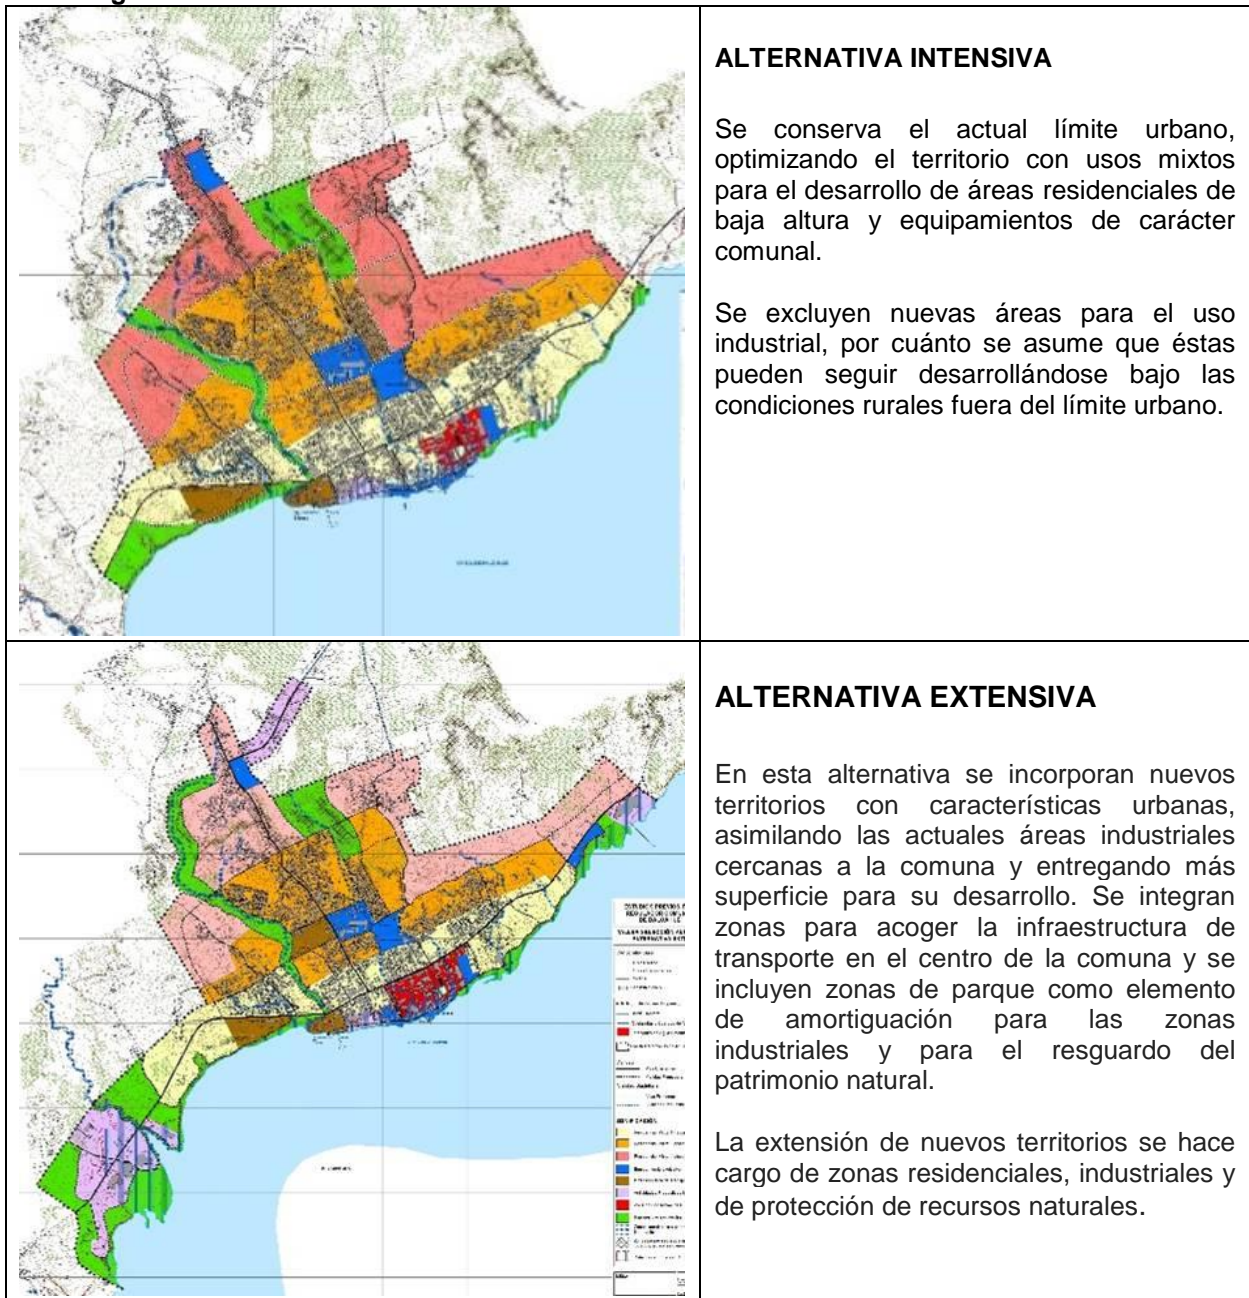 ALTERNATIVA INTENSIVA
Se conserva el actual límite urbano,
optimizando el territorio con usos mixtos
para el desarrollo de áreas residenciales de
baja altura y equipamientos de carácter
comunal.
Se excluyen nuevas áreas para el uso
industrial, por cuánto se asume que éstas
pueden seguir desarrollándose bajo las
condiciones rurales fuera del límite urbano.
ALTERNATIVA EXTENSIVA
En esta alternativa se incorporan nuevos
territorios con características urbanas,
asimilando las actuales áreas industriales
cercanas a la comuna y entregando más
superficie para su desarrollo. Se integran
zonas para acoger la infraestructura de
transporte en el centro de la comuna y se
incluyen zonas de parque como elemento
de amortiguación para las zonas
industriales y para el resguardo del
patrimonio natural.
La extensión de nuevos territorios se hace
cargo de zonas residenciales, industriales y
de protección de recursos naturales.